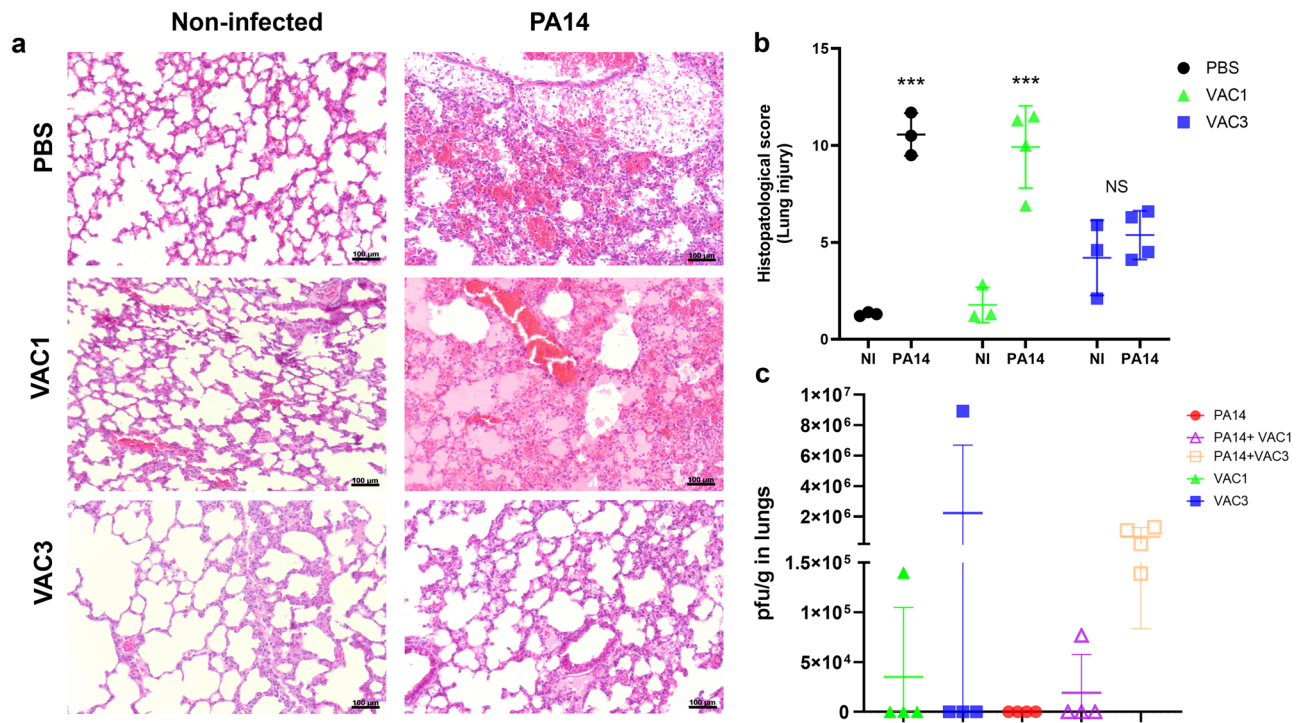 Non-infected PA14
a
PBS
100 µm
100 µm
VAC1
100 µm
100 µm
VAC3
100 µm
100 µm
b
Histopatological score
(Lung injury)
15
10
5
0
***
***
NS
NI PA14 NI PA14 NI PA14
PBS
VAC1
VAC3
c
pfu/g in lungs
1×10⁷
8×10⁶
6×10⁶
4×10⁶
2×10⁶
1.5×10⁵
1×10⁵
5×10⁴
0
PA14
PA14+ VAC1
PA14+VAC3
VAC1
VAC3